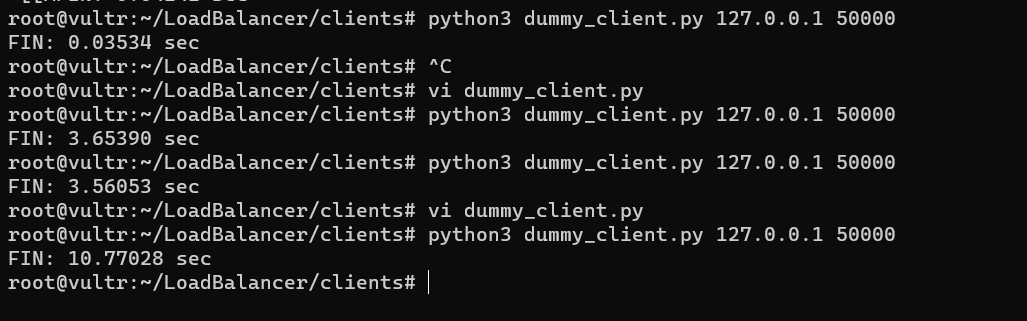 root@vultr:~/LoadBalancer/clients# python3 dummy_client.py 127.0.0.1 50000
FIN: 0.03534 sec
root@vultr:~/LoadBalancer/clients# ^C
root@vultr:~/LoadBalancer/clients# vi dummy_client.py
root@vultr:~/LoadBalancer/clients# python3 dummy_client.py 127.0.0.1 50000
FIN: 3.65390 sec
root@vultr:~/LoadBalancer/clients# python3 dummy_client.py 127.0.0.1 50000
FIN: 3.56053 sec
root@vultr:~/LoadBalancer/clients# vi dummy_client.py
root@vultr:~/LoadBalancer/clients# python3 dummy_client.py 127.0.0.1 50000
FIN: 10.77028 sec
root@vultr:~/LoadBalancer/clients#